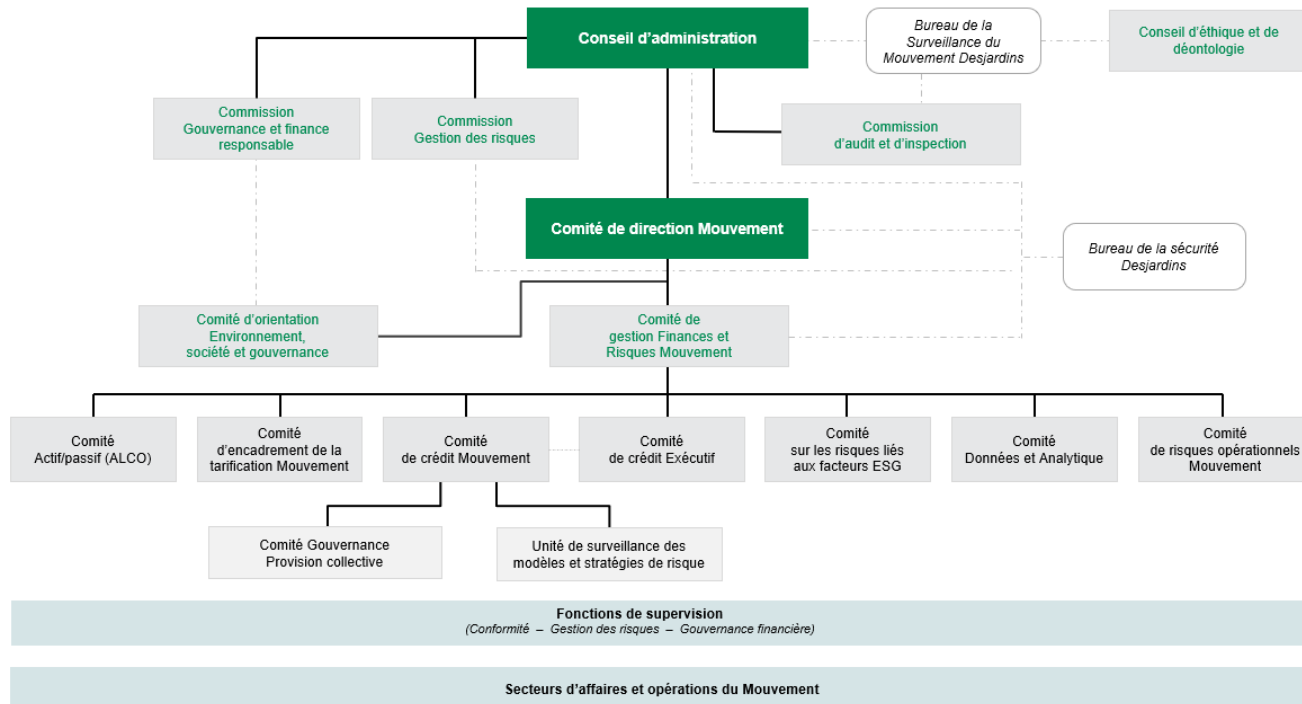 Conseil d'administration
Bureau de la
Surveillance du
Mouvement Desjardins
Conseil d'éthique et de
déontologie
Commission
Gouvernance et finance
responsable
Commission
Gestion des risques
Commission
d'audit et d'inspection
Comité de direction Mouvement
Bureau de la sécurité
Desjardins
Comité d'orientation
Environnement,
société et gouvernance
Comité de
gestion Finances et
Risques Mouvement
Comité
Actif/passif (ALCO)
Comité
d'encadrement de la
tarification Mouvement
Comité
de crédit Mouvement
Comité
de crédit Exécutif
Comité
sur les risques liés
aux facteurs ESG
Comité
Données et Analytique
Comité
de risques opérationnels
Mouvement
Comité Gouvernance
Provision collective
Unité de surveillance des
modèles et stratégies de risque
Fonctions de supervision
(Conformité – Gestion des risques – Gouvernance financière)
Secteurs d'affaires et opérations du Mouvement